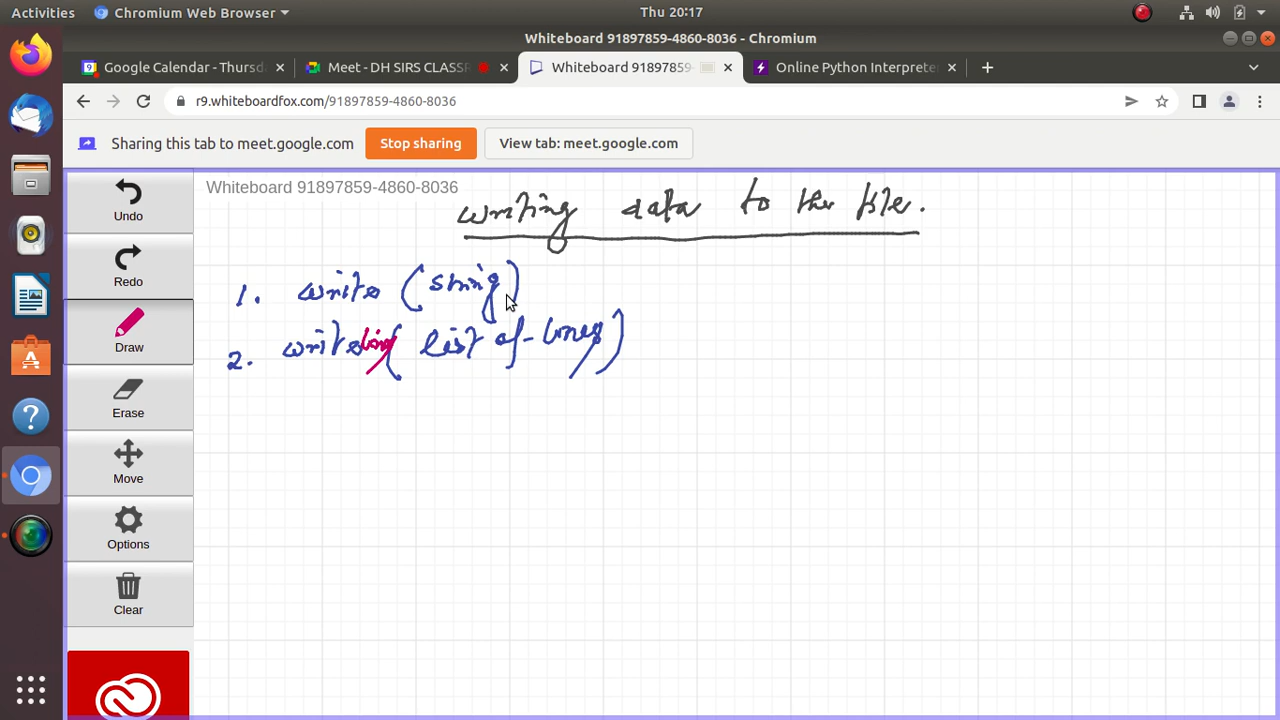 Activities Chromium Web Browser Thu 20:17
Whiteboard 91897859-4860-8036 - Chromium
Google Calendar - Thursda Meet - DH SIRS CLASSR Whiteboard 91897859- Online Python Interprete
r9.whiteboardfox.com/91897859-4860-8036
Sharing this tab to meet.google.com Stop sharing View tab: meet.google.com
Whiteboard 91897859-4860-8036
writing data to the file.
1. write (string)
2. writelines( list of lines)
Undo
Redo
Draw
Erase
Move
Options
Clear